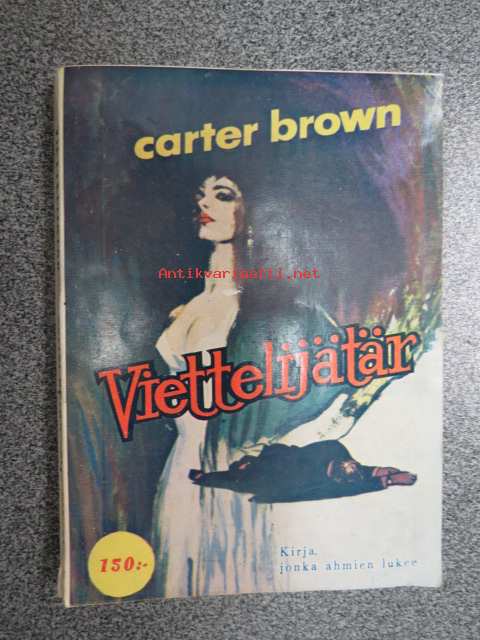 carter brown
Antikvariaatti.net
Viettelijätär
Kirja,
jonka ahmien lukee
150:-